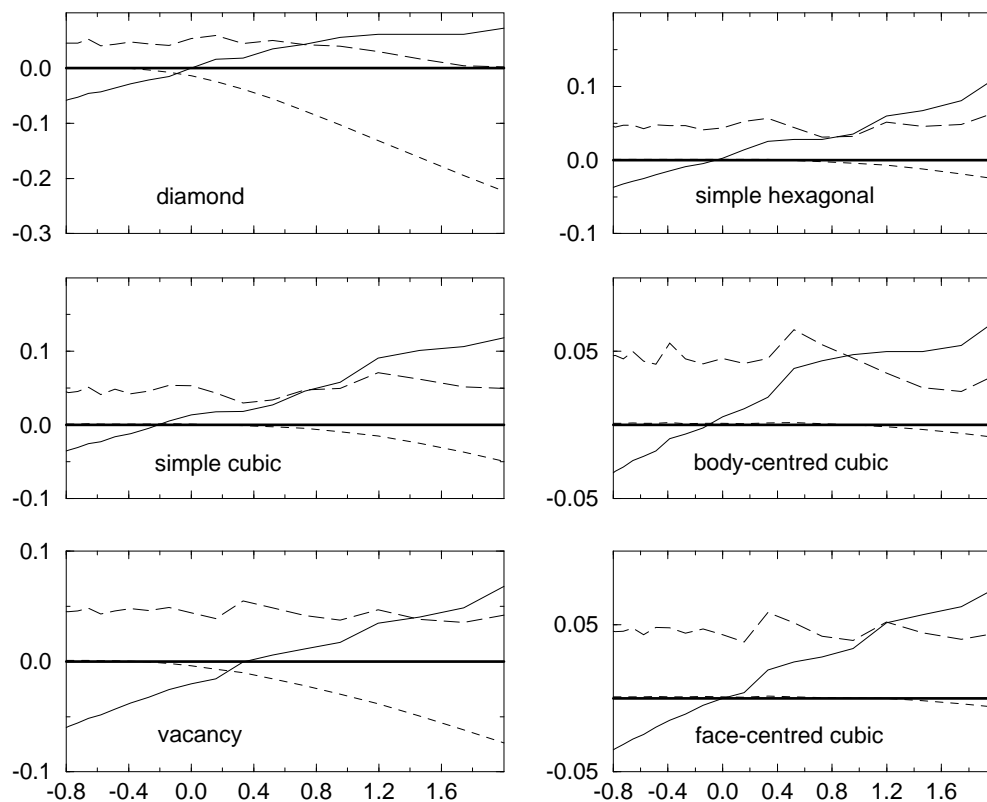 0.0
-0.1
-0.2
-0.3
diamond
0.1
0.0
-0.1
simple hexagonal
0.1
0.0
-0.1
simple cubic
0.05
-0.05
body-centred cubic
0.1
0.0
-0.1
vacancy
-0.8 -0.4 0.0 0.4 0.8 1.2 1.6
0.05
-0.05
face-centred cubic
-0.8 -0.4 0.0 0.4 0.8 1.2 1.6